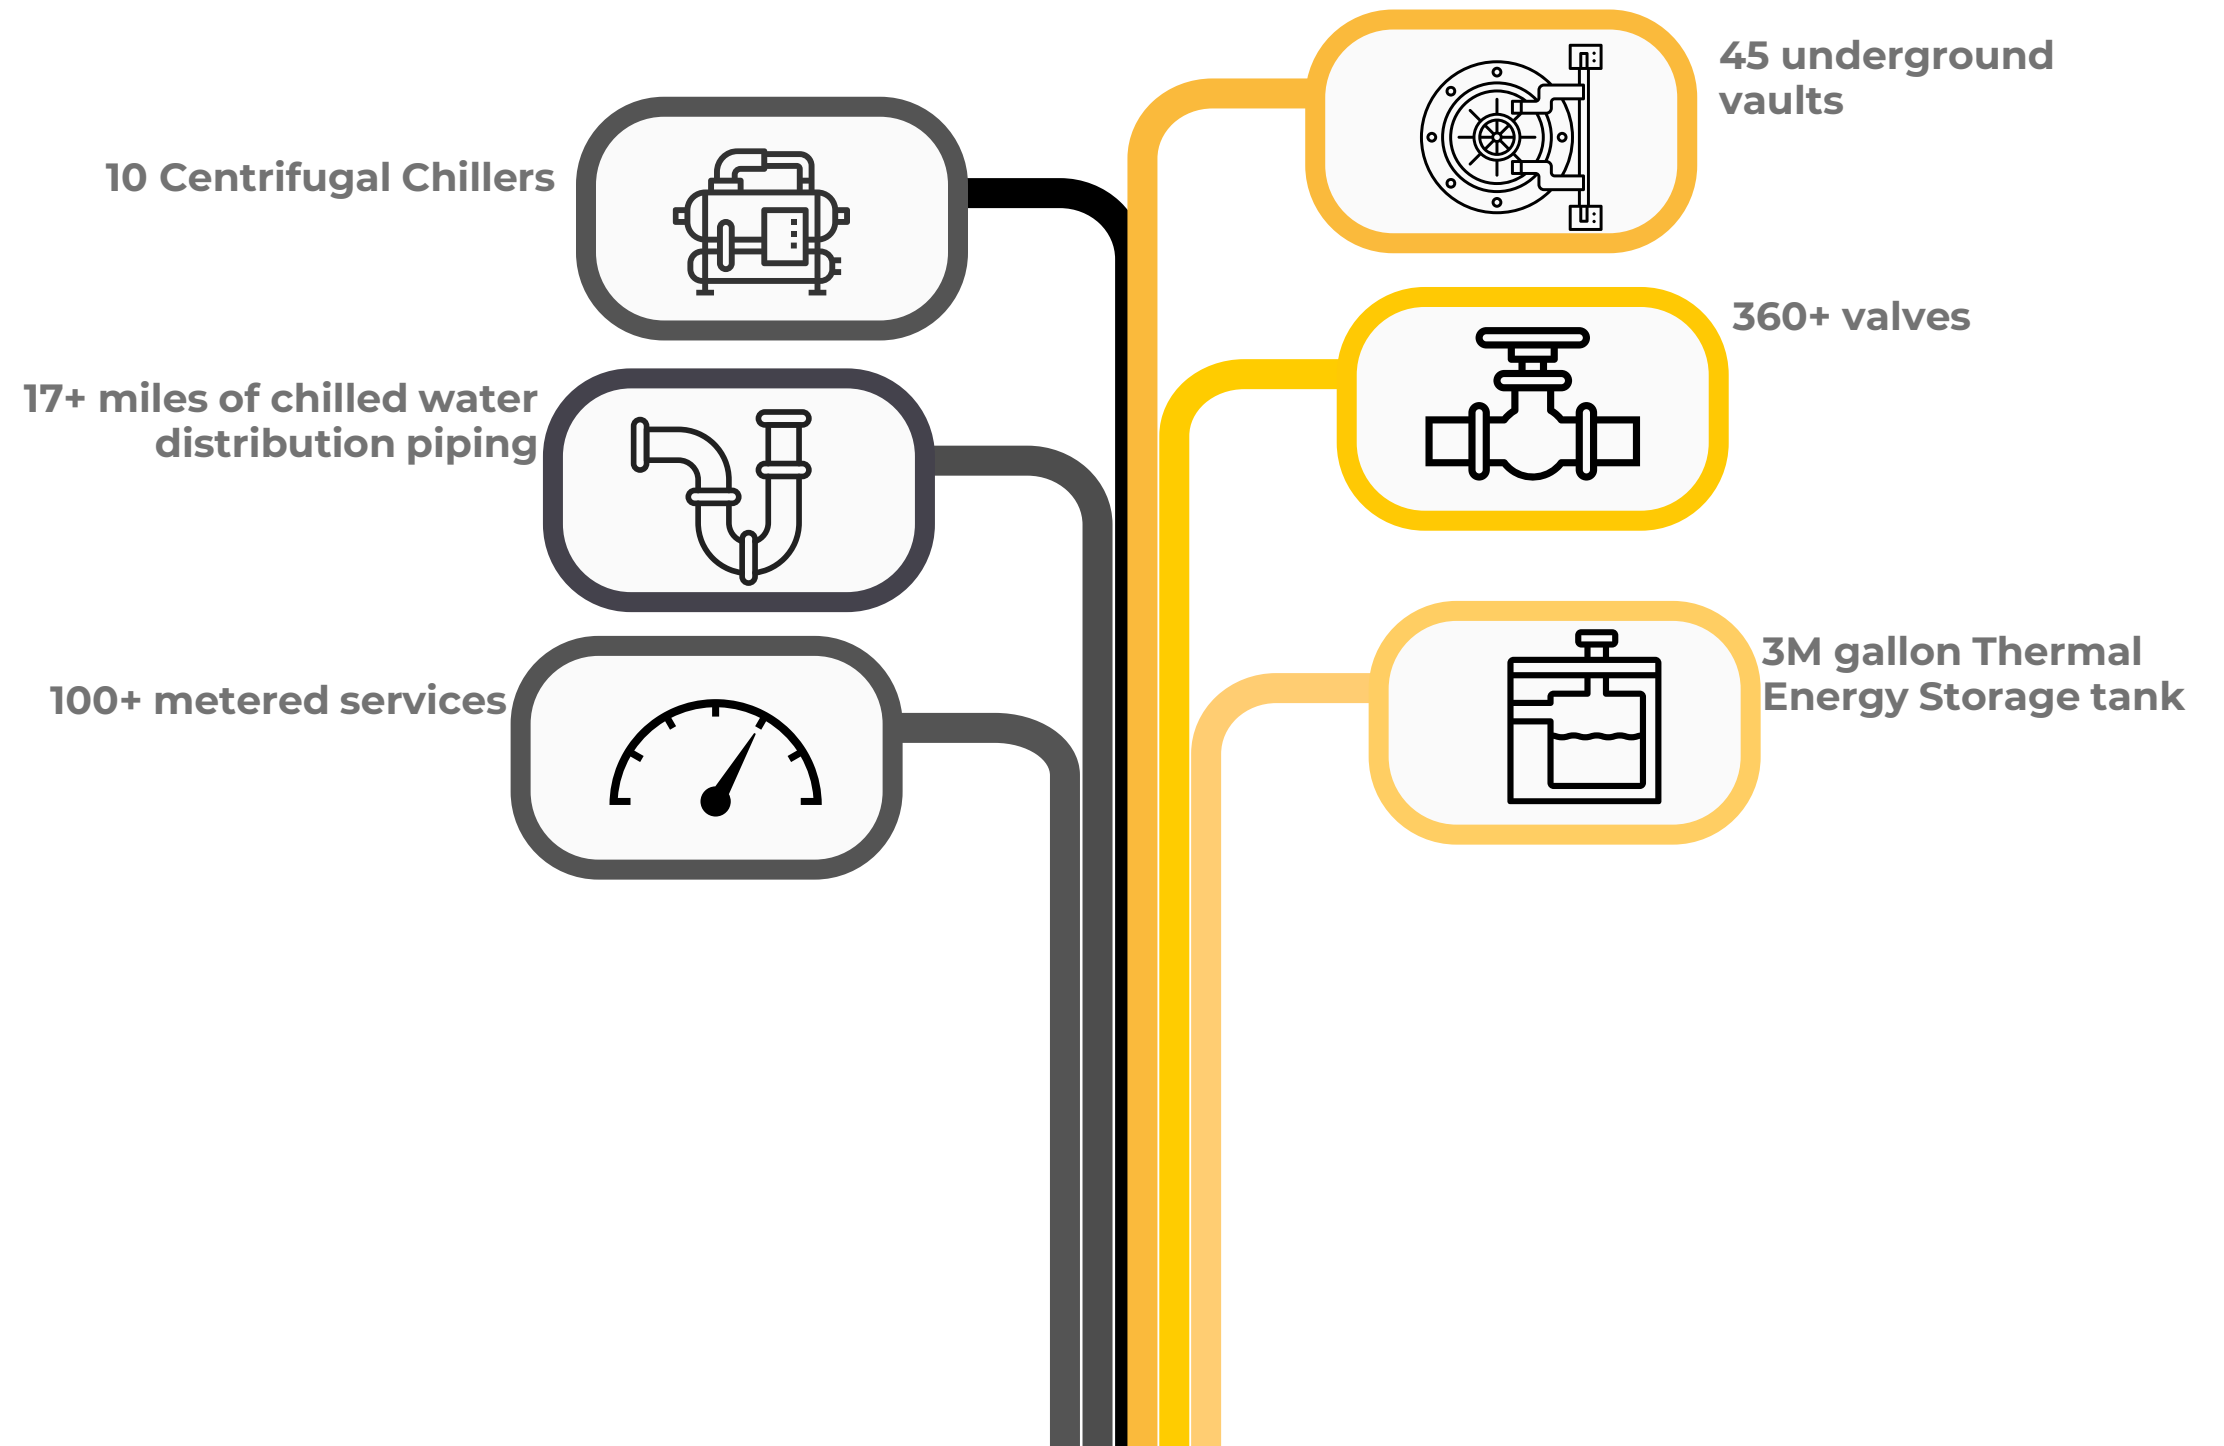 10 Centrifugal Chillers
17+ miles of chilled water
distribution piping
100+ metered services
45 underground
vaults
360+ valves
3M gallon Thermal
Energy Storage tank